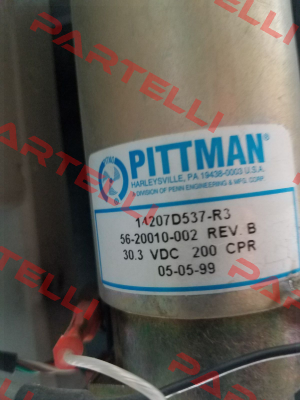 PARTELLI
PITTMAN®
HARLEYSVILLE, PA 19438-0003 U.S.A.
A DIVISION OF PENN ENGINEERING & MFG. CORP
14207D537-R3
56-20010-002 REV. B
30.3 VDC 200 CPR
05-05-99
PARTELLI
PARTELLI